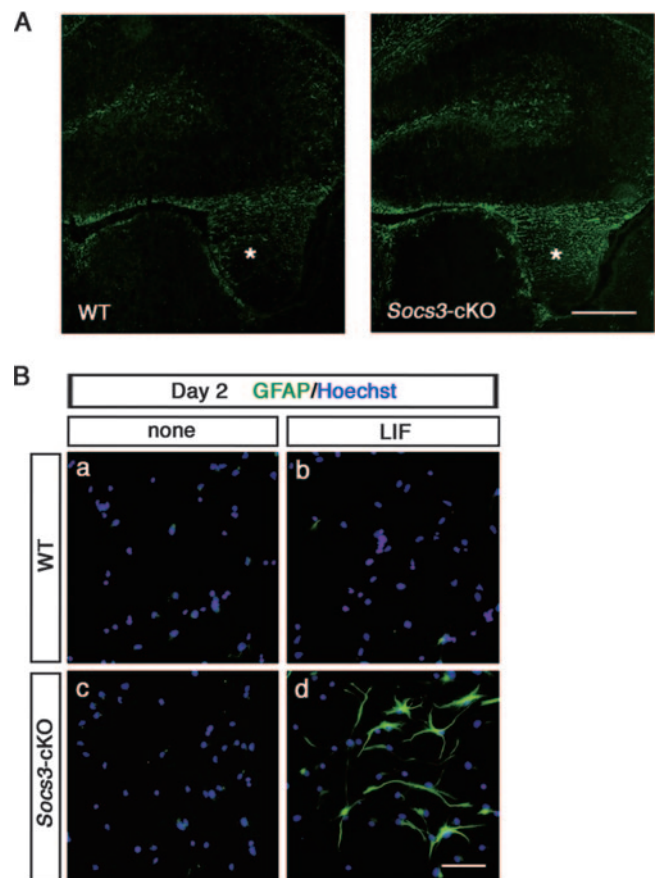 A
*
WT
*
Socs3-cKO
B
Day 2 GFAP/Hoechst
none
LIF
WT
a
b
Socs3-cKO
c
d